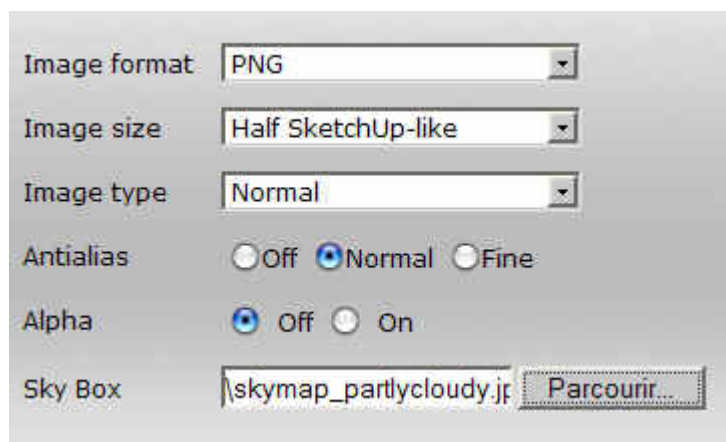 Image format PNG
Image size Half SketchUp-like
Image type Normal
Antialias Off Normal Fine
Alpha Off On
Sky Box \skymap_partlycloudy.jp Parcourir...